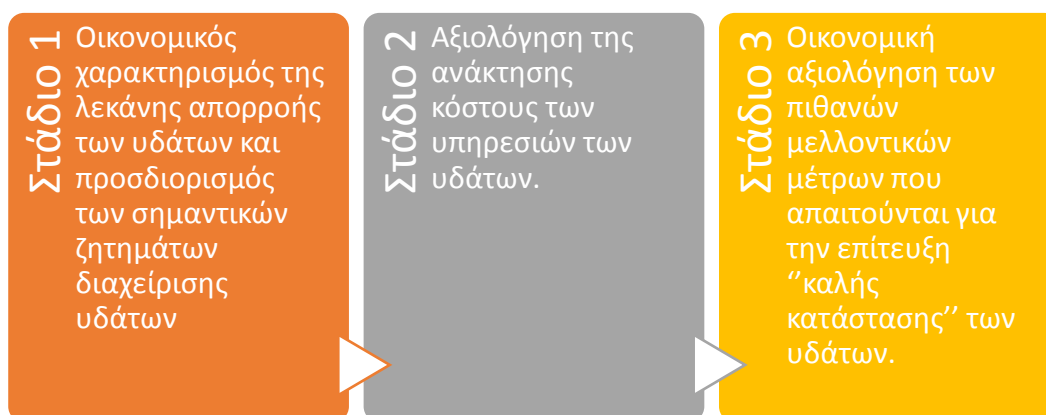 Στάδιο 1
Οικονομικός
χαρακτηρισμός της
λεκάνης απορροής
των υδάτων και
προσδιορισμός
των σημαντικών
ζητημάτων
διαχείρισης
υδάτων
Στάδιο 2
Αξιολόγηση της
ανάκτησης
κόστους των
υπηρεσιών των
υδάτων.
Στάδιο 3
Οικονομική
αξιολόγηση των
πιθανών
μελλοντικών
μέτρων που
απαιτούνται για
την επίτευξη
‘’καλής
κατάστασης’’ των
υδάτων.